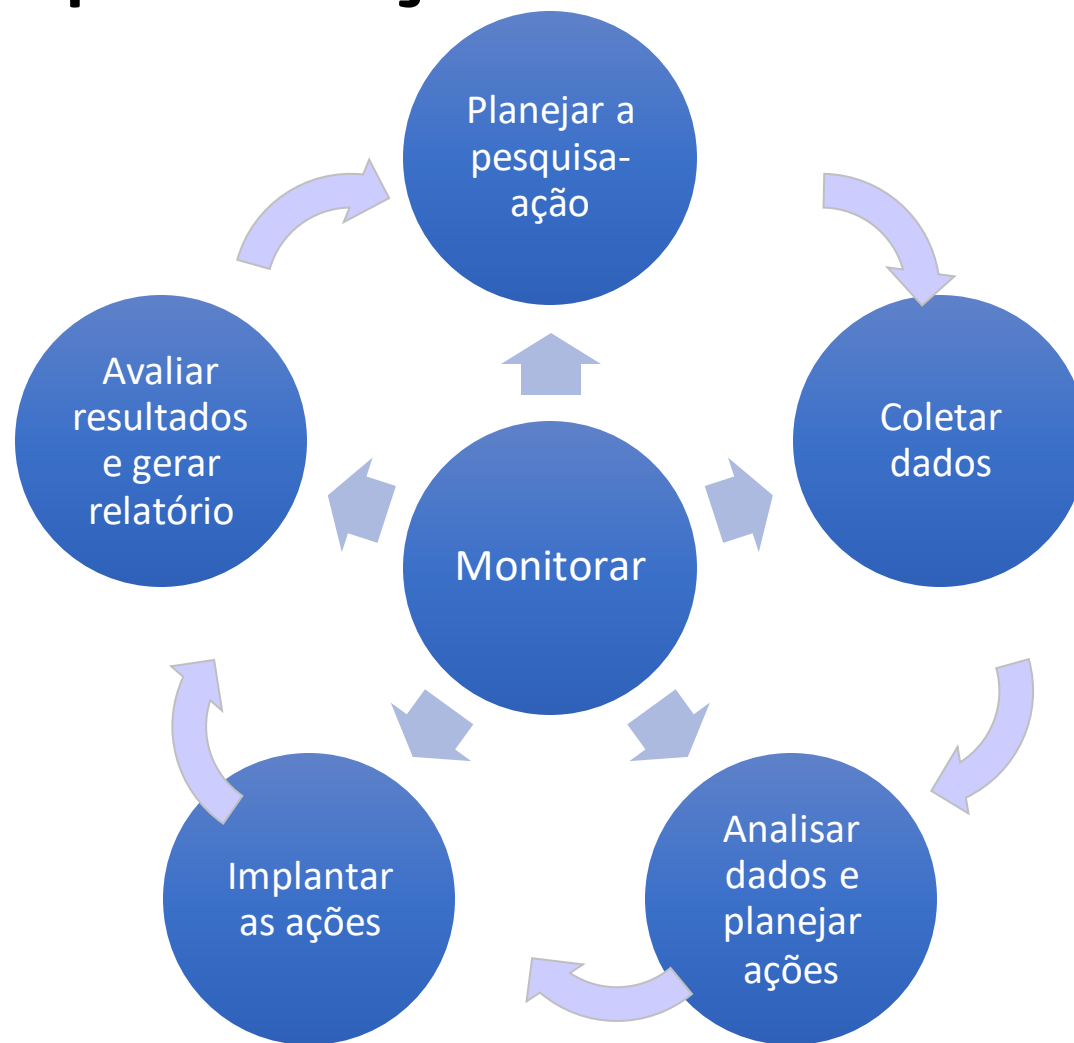 Planejar a
pesquisa-
ação
Coletar
dados
Analisar
dados e
planejar
ações
Implantar
as ações
Avaliar
resultados
e gerar
relatório
Monitorar